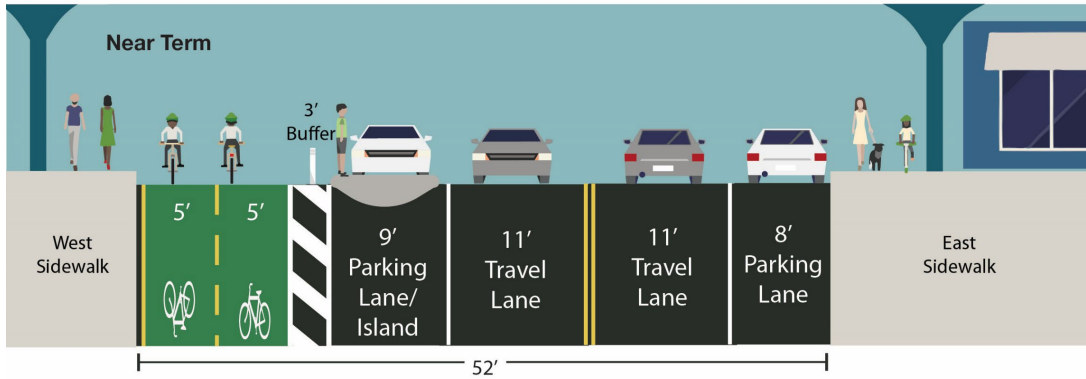 Near Term
3'
Buffer
5'
5'
9'
Parking
Lane/
Island
11'
Travel
Lane
11'
Travel
Lane
8'
Parking
Lane
West
Sidewalk
East
Sidewalk
52'